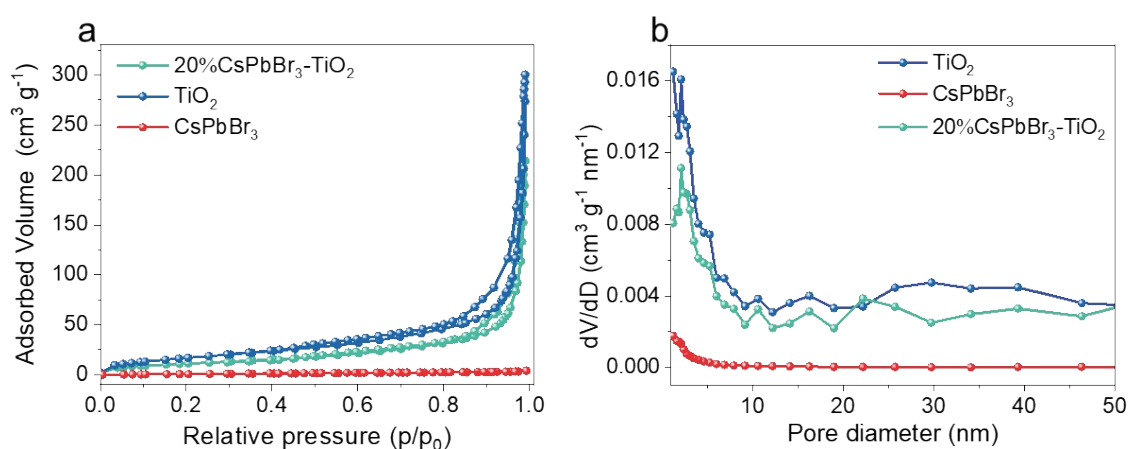 a
Adsorbed Volume (cm³ g⁻¹)
300
250
200
150
100
50
0
20%CsPbBr₃-TiO₂
TiO₂
CsPbBr₃
0.0 0.2 0.4 0.6 0.8 1.0
Relative pressure (p/p₀)
b
dV/dD (cm³ g⁻¹ nm⁻¹)
0.016
0.012
0.008
0.004
0.000
TiO₂
CsPbBr₃
20%CsPbBr₃-TiO₂
10 20 30 40 50
Pore diameter (nm)